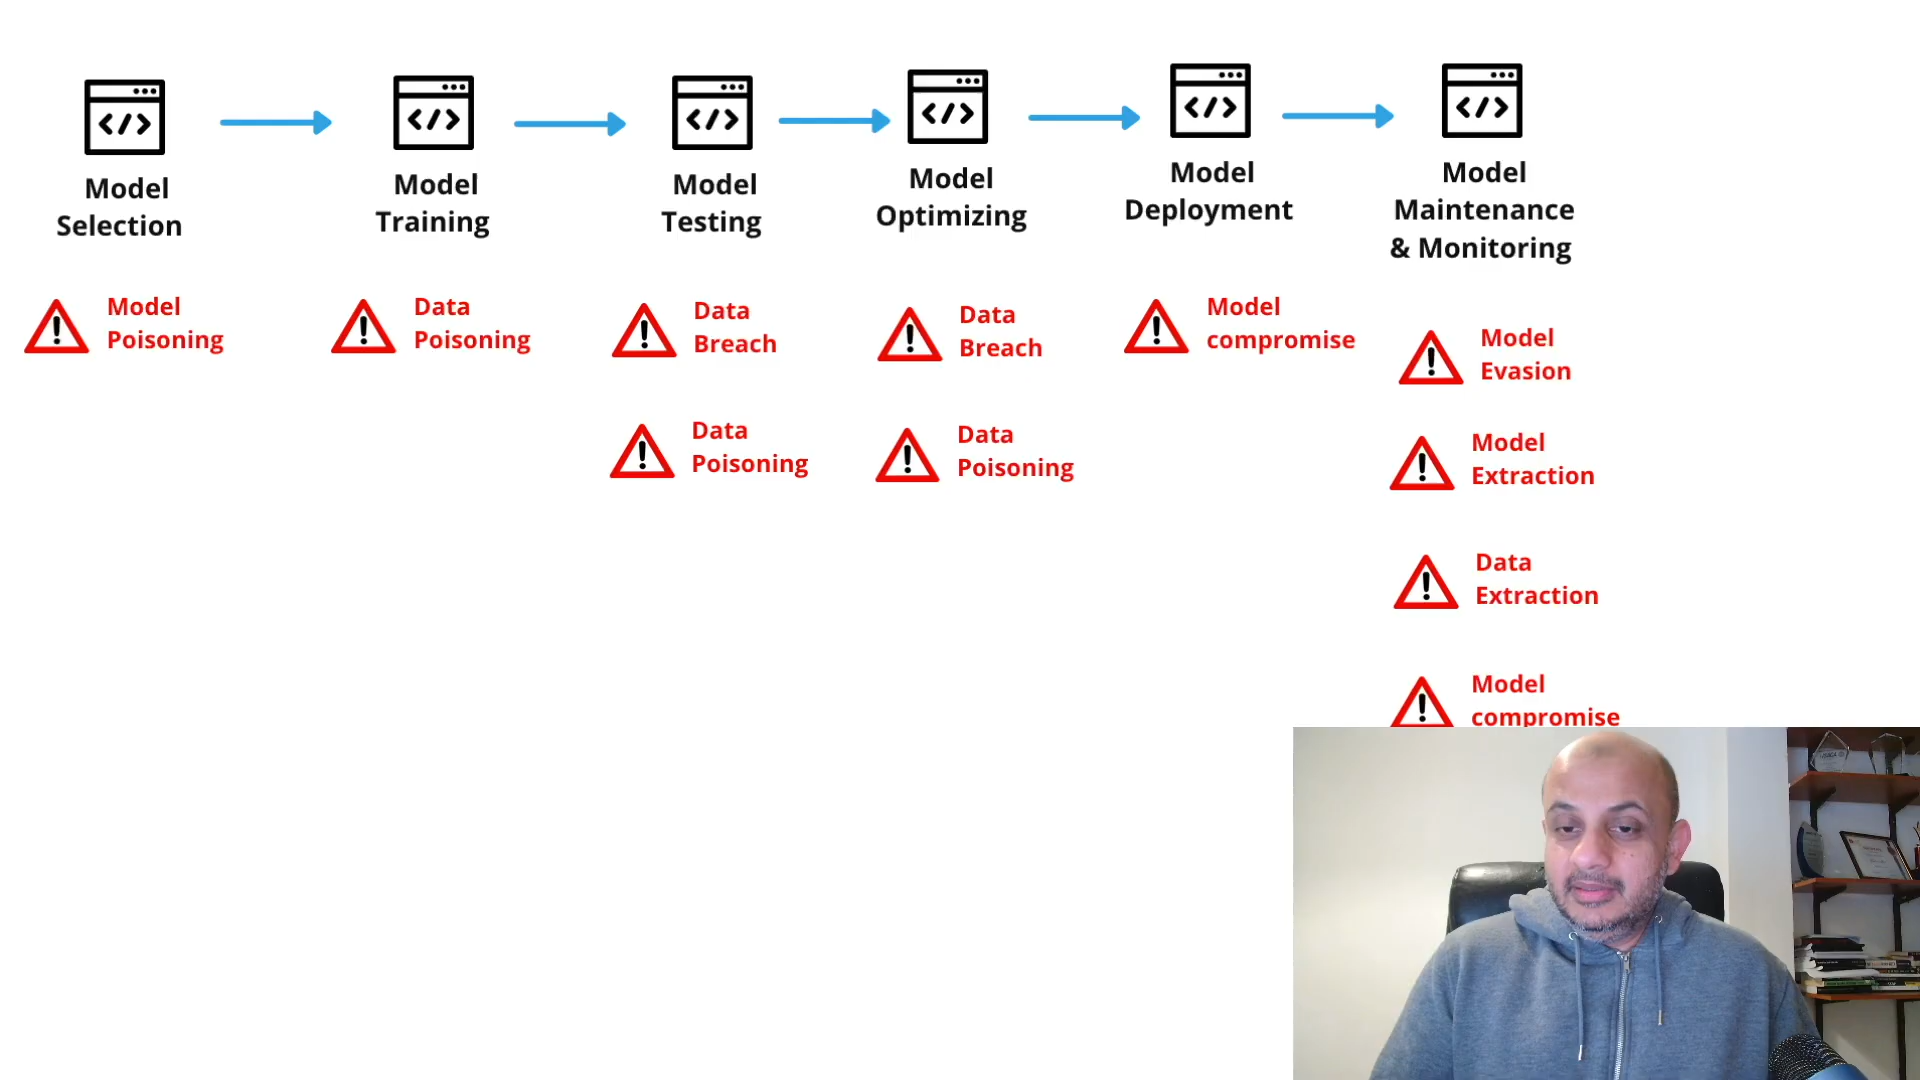 Model
Selection
Model
Training
Model
Testing
Model
Optimizing
Model
Deployment
Model
Maintenance
& Monitoring
Model
Poisoning
Data
Poisoning
Data
Breach
Data
Poisoning
Data
Breach
Data
Poisoning
Model
compromise
Model
Evasion
Model
Extraction
Data
Extraction
Model
compromise